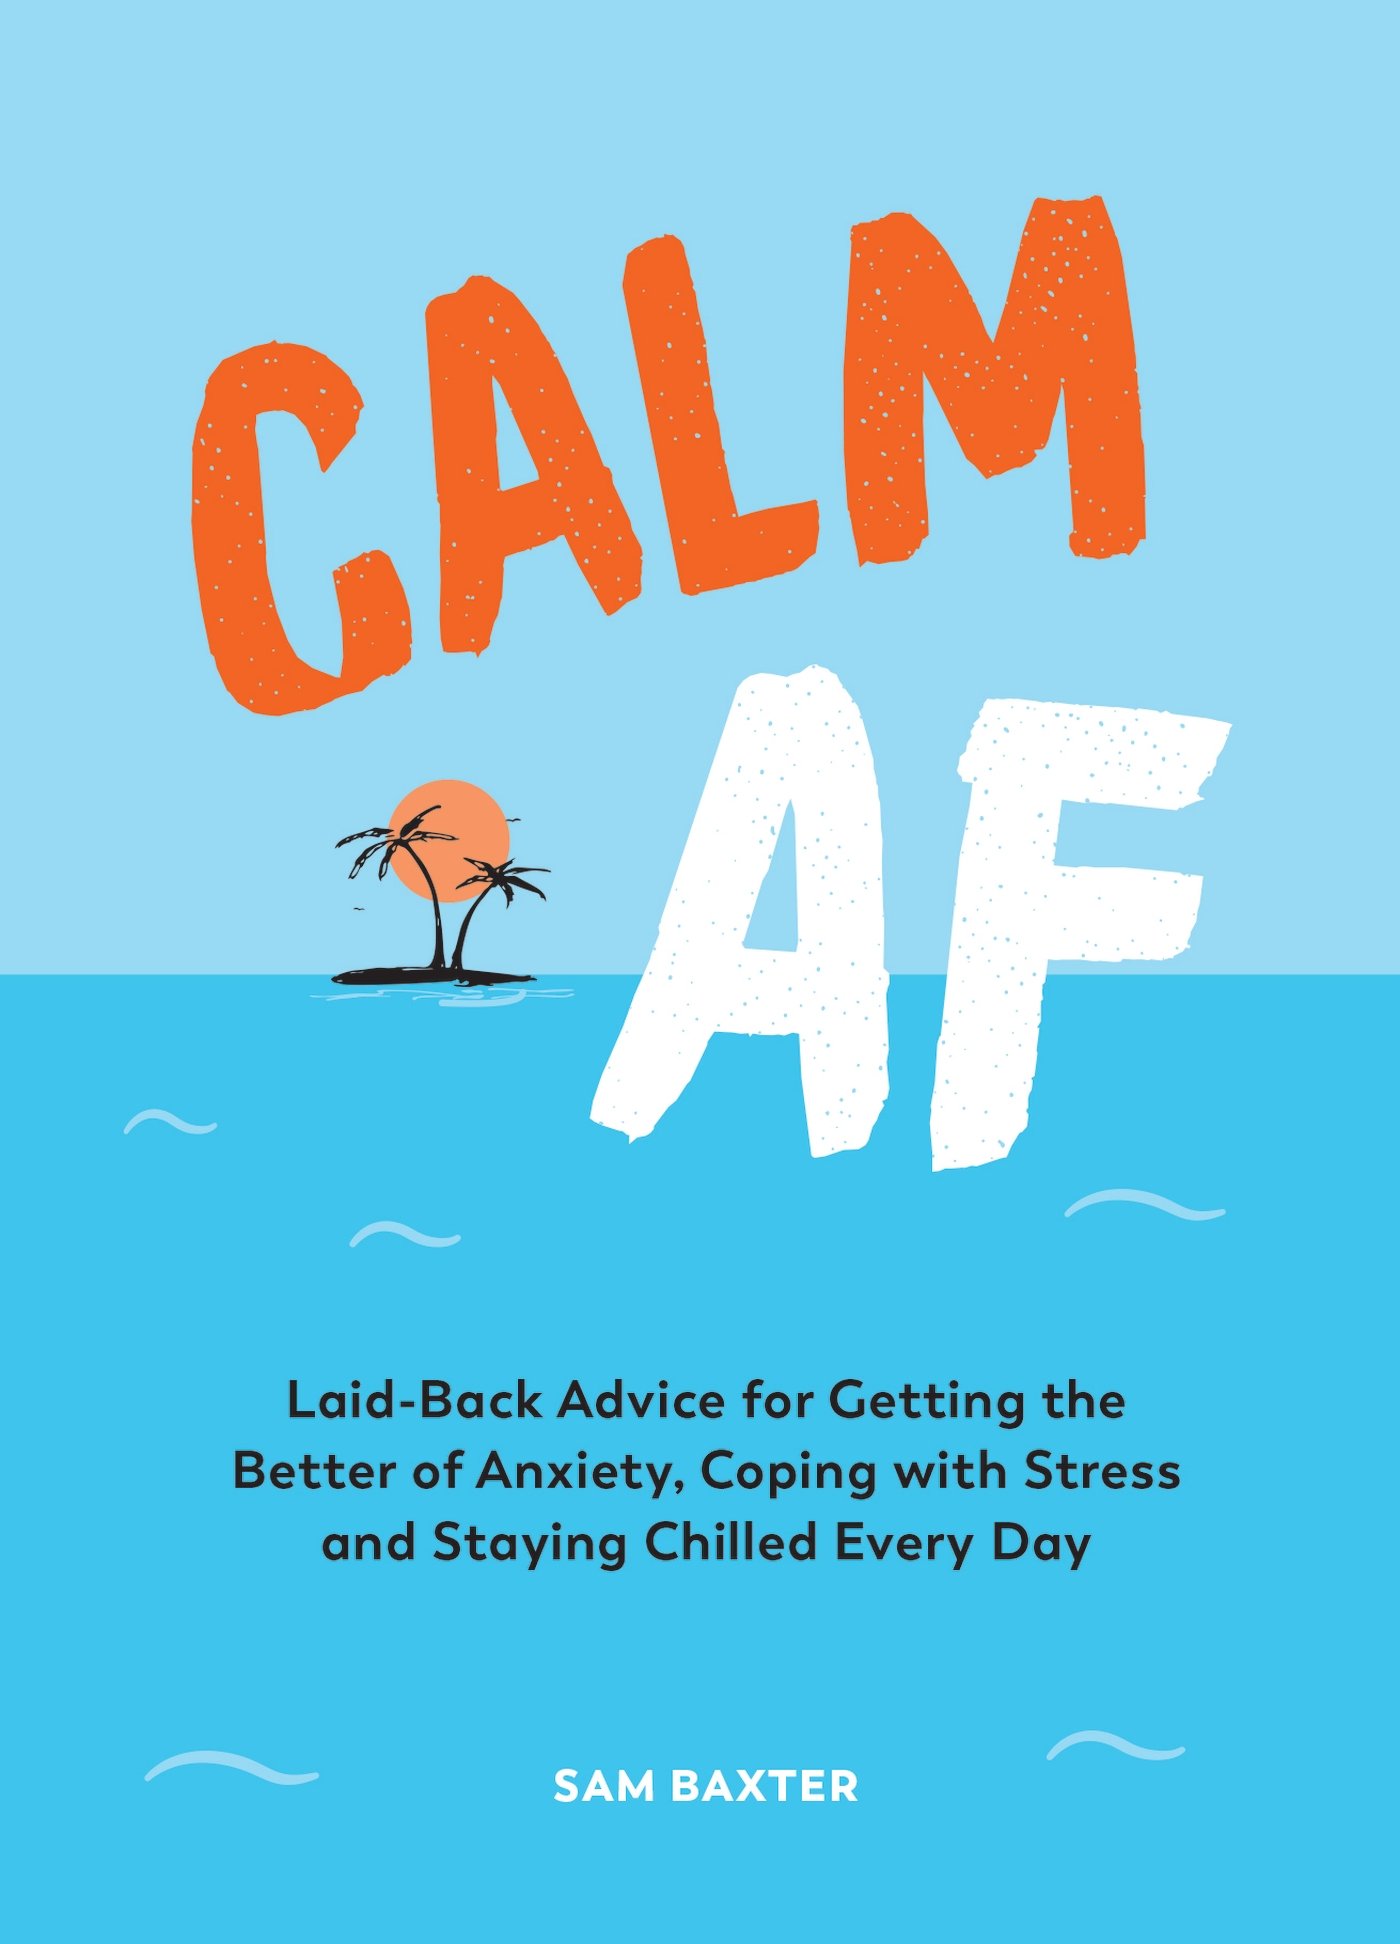 CALM
AF
Laid-Back Advice for Getting the
Better of Anxiety, Coping with Stress
and Staying Chilled Every Day
SAM BAXTER